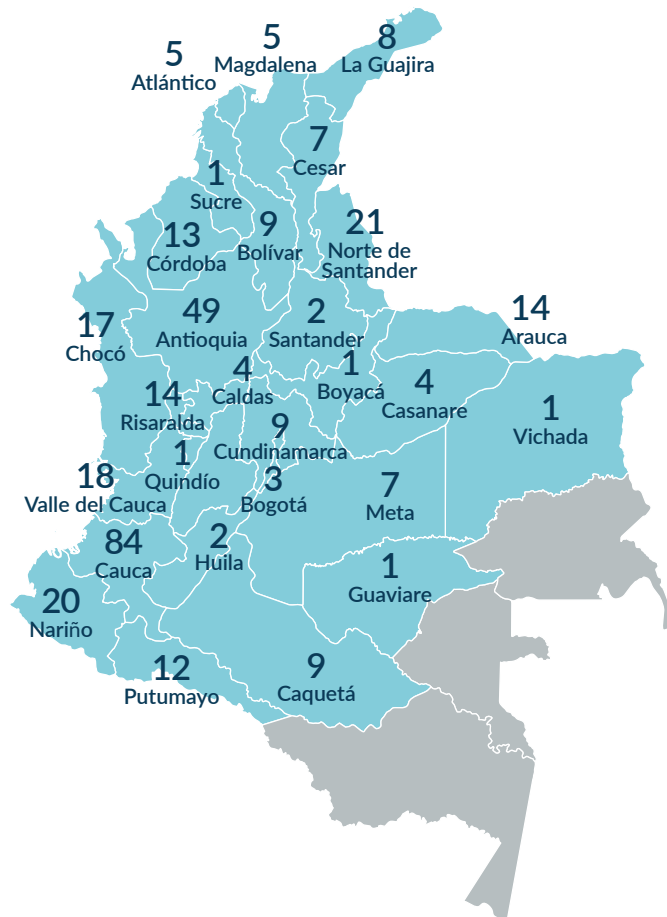 5
Atlántico
5
Magdalena
8
La Guajira
7
Cesar
1
Sucre
13
Córdoba
9
Bolívar
21
Norte de
Santander
17
Chocó
49
Antioquia
2
Santander
14
Arauca
4
Caldas
1
Boyacá
4
Casanare
1
Vichada
14
Risaralda
9
Cundinamarca
1
Quindío
3
Bogotá
7
Meta
18
Valle del Cauca
84
Cauca
2
Huila
1
Guaviare
20
Nariño
12
Putumayo
9
Caquetá